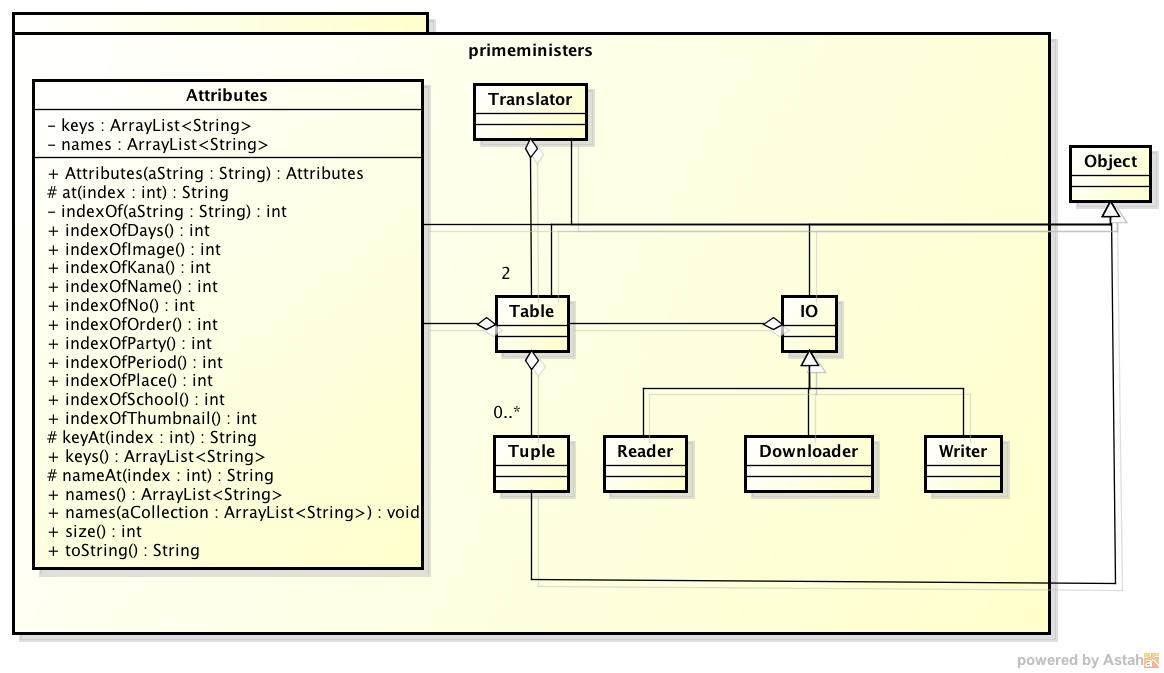 primeministers
Attributes
- keys : ArrayList<String>
- names : ArrayList<String>
+ Attributes(aString : String) : Attributes
# at(index : int) : String
- indexOf(aString : String) : int
+ indexOfDays() : int
+ indexOfImage() : int
+ indexOfKana() : int
+ indexOfName() : int
+ indexOfNo() : int
+ indexOfOrder() : int
+ indexOfParty() : int
+ indexOfPeriod() : int
+ indexOfPlace() : int
+ indexOfSchool() : int
+ indexOfThumbnail() : int
# keyAt(index : int) : String
+ keys() : ArrayList<String>
# nameAt(index : int) : String
+ names() : ArrayList<String>
+ names(aCollection : ArrayList<String>) : void
+ size() : int
+ toString() : String
Translator
Object
2
Table
IO
0..*
Tuple
Reader
Downloader
Writer
powered by Astah